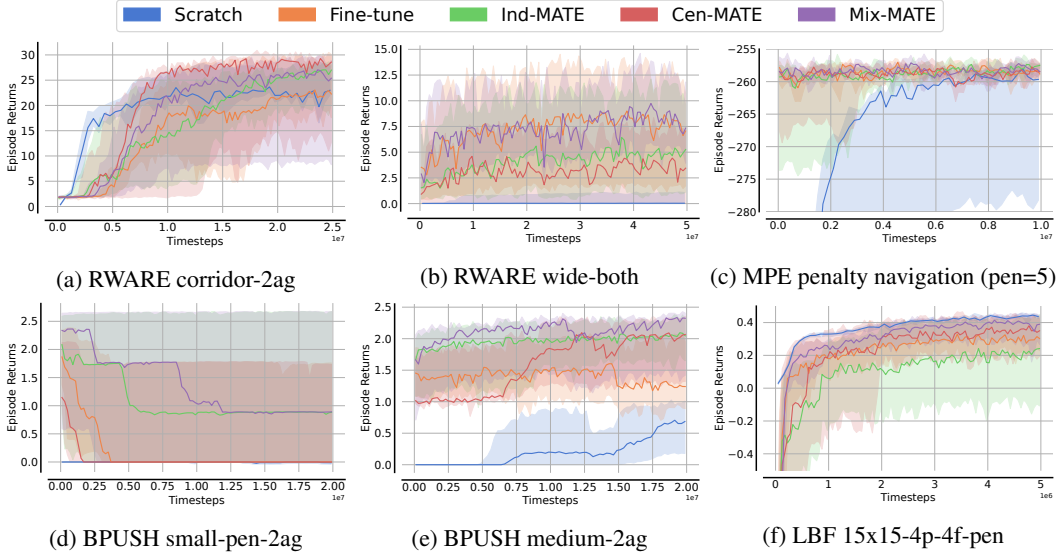 Scratch Fine-tune Ind-MATE Cen-MATE Mix-MATE
30
25
20
15
10
5
0
Episode Returns
0.0 0.5 1.0 1.5 2.0 2.5
Timesteps
1e7
(a) RWARE corridor-2ag
15.0
12.5
10.0
7.5
5.0
2.5
0.0
Episode Returns
0 1 2 3 4 5
Timesteps
1e7
(b) RWARE wide-both
−255
−260
−265
−270
−275
−280
Episode Returns
0.0 0.2 0.4 0.6 0.8 1.0
Timesteps
1e7
(c) MPE penalty navigation (pen=5)
2.5
2.0
1.5
1.0
0.5
0.0
Episode Returns
0.00 0.25 0.50 0.75 1.00 1.25 1.50 1.75 2.00
Timesteps
1e7
(d) BPUSH small-pen-2ag
2.5
2.0
1.5
1.0
0.5
0.0
Episode Returns
0.00 0.25 0.50 0.75 1.00 1.25 1.50 1.75 2.00
Timesteps
1e7
(e) BPUSH medium-2ag
0.4
0.2
0.0
−0.2
−0.4
Episode Returns
0 1 2 3 4 5
Timesteps
1e6
(f) LBF 15x15-4p-4f-pen